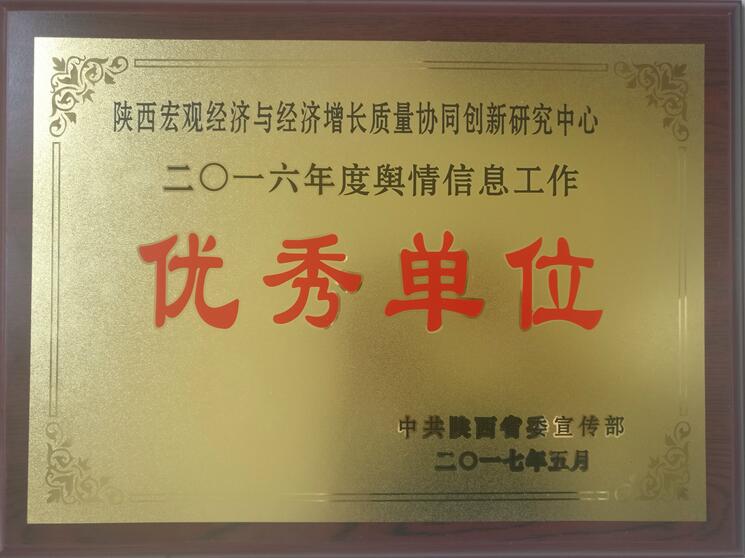 陕西宏观经济与经济增长质量协同创新研究中心
二〇一六年度舆情信息工作
优秀单位
中共陕西省委宣传部
二〇一七年五月